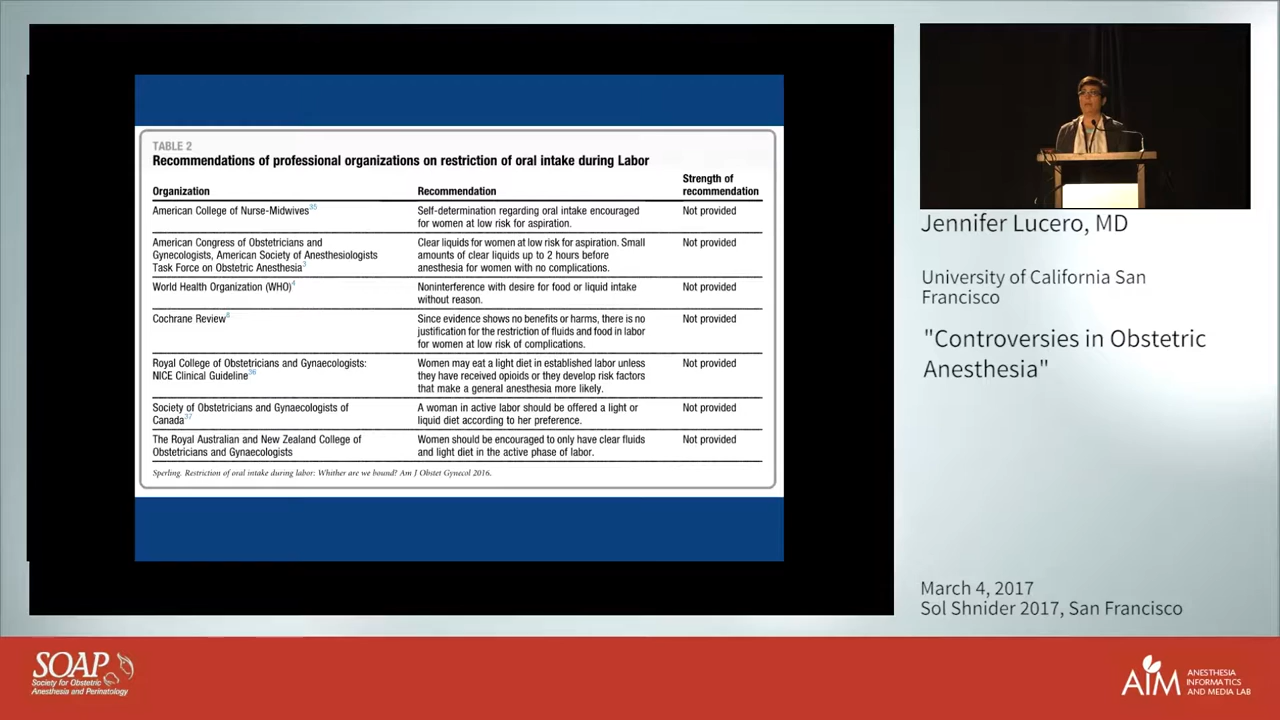 TABLE 2
Recommendations of professional organizations on restriction of oral intake during Labor
Organization Recommendation Strength of recommendation
American College of Nurse-Midwives35 Self-determination regarding oral intake encouraged Not provided
for women at low risk for aspiration.
American Congress of Obstetricians and Clear liquids for women at low risk for aspiration. Small Not provided
Gynecologists, American Society of Anesthesiologists amounts of clear liquids up to 2 hours before
Task Force on Obstetric Anesthesia3 anesthesia for women with no complications.
World Health Organization (WHO)4 Noninterference with desire for food or liquid intake Not provided
without reason.
Cochrane Review8 Since evidence shows no benefits or harms, there is no Not provided
justification for the restriction of fluids and food in labor
for women at low risk of complications.
Royal College of Obstetricians and Gynaecologists: Women may eat a light diet in established labor unless Not provided
NICE Clinical Guideline36 they have received opioids or they develop risk factors
that make a general anesthesia more likely.
Society of Obstetricians and Gynaecologists of A woman in active labor should be offered a light or Not provided
Canada37 liquid diet according to her preference.
The Royal Australian and New Zealand College of Women should be encouraged to only have clear fluids Not provided
Obstetricians and Gynaecologists and light diet in the active phase of labor.
Sperling. Restriction of oral intake during labor: Whither are we bound? Am J Obstet Gynecol 2016.
Jennifer Lucero, MD
University of California San
Francisco
"Controversies in Obstetric
Anesthesia"
March 4, 2017
Sol Shnider 2017, San Francisco
SOAP
Society for Obstetric
Anesthesia and Perinatology
AIM
ANESTHESIA
INFORMATICS
AND MEDIA LAB